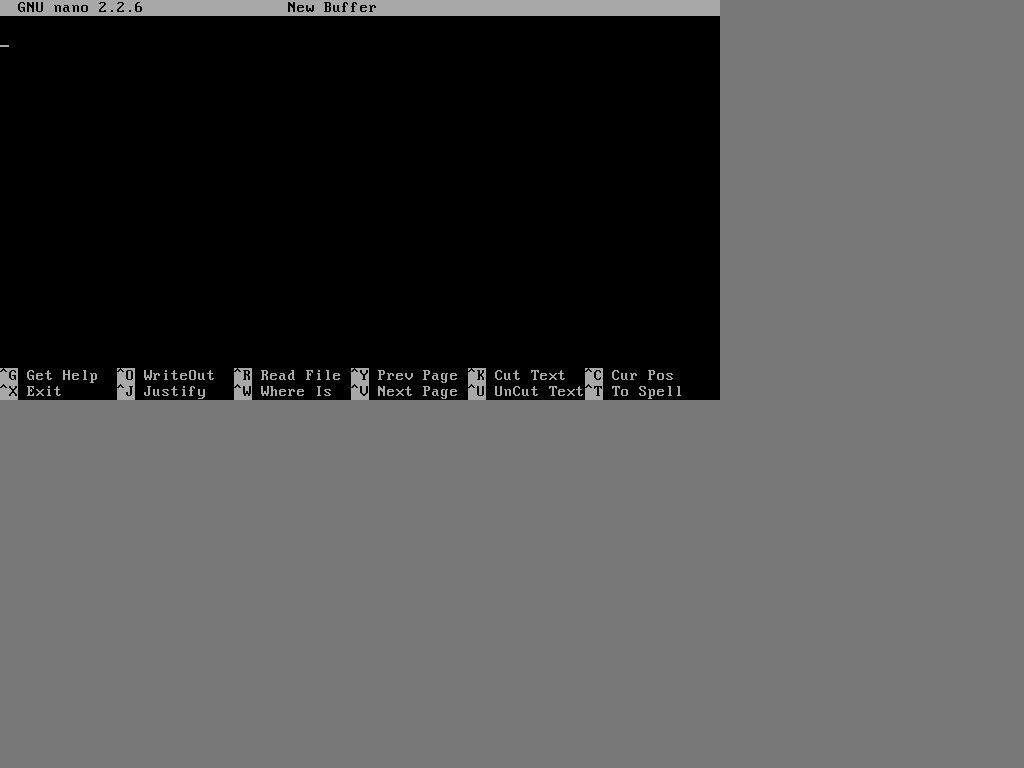 GNU nano 2.2.6 New Buffer
^G Get Help ^O WriteOut ^R Read File ^Y Prev Page ^K Cut Text ^C Cur Pos
^X Exit ^J Justify ^W Where Is ^V Next Page ^U UnCut Text ^T To Spell